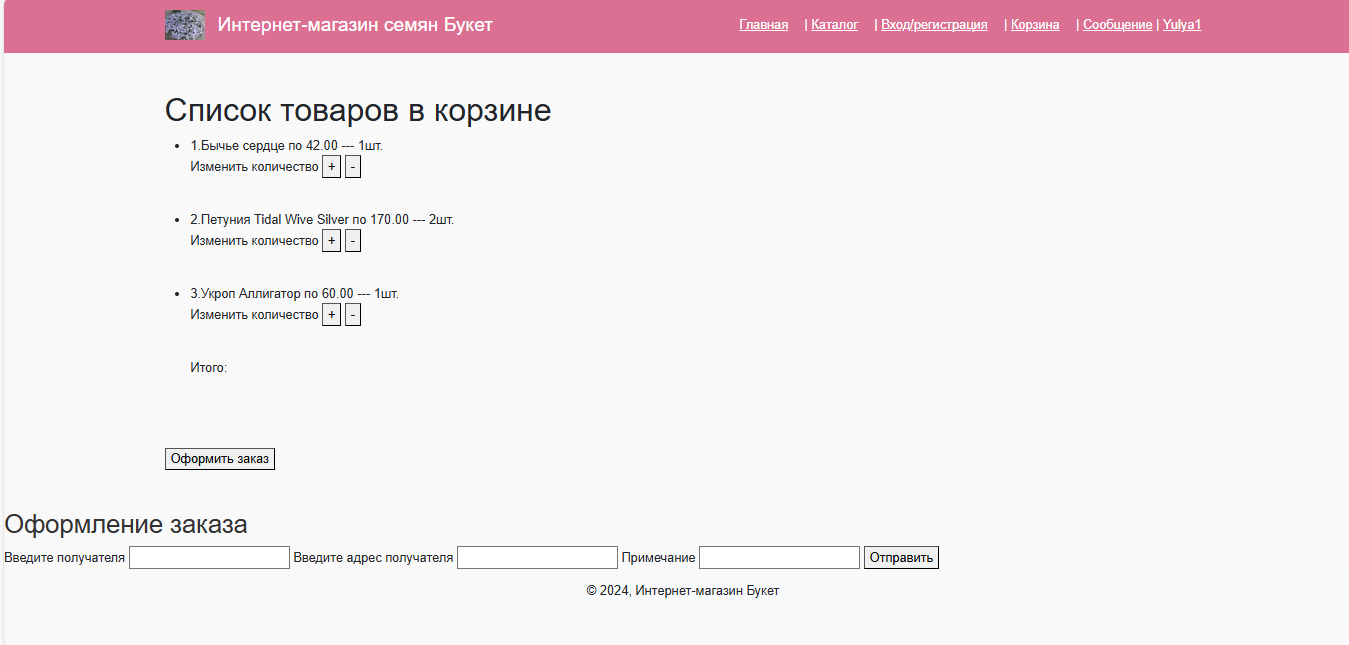 Интернет-магазин семян Букет
Главная | Каталог | Вход/регистрация | Корзина | Сообщение | Yulya1
Список товаров в корзине
1.Бычье сердце по 42.00 --- 1шт.
Изменить количество + -
2.Петуния Tidal Wive Silver по 170.00 --- 2шт.
Изменить количество + -
3.Укроп Аллигатор по 60.00 --- 1шт.
Изменить количество + -
Итого:
Оформить заказ
Оформление заказа
Введите получателя Введите адрес получателя Примечание Отправить
© 2024, Интернет-магазин Букет